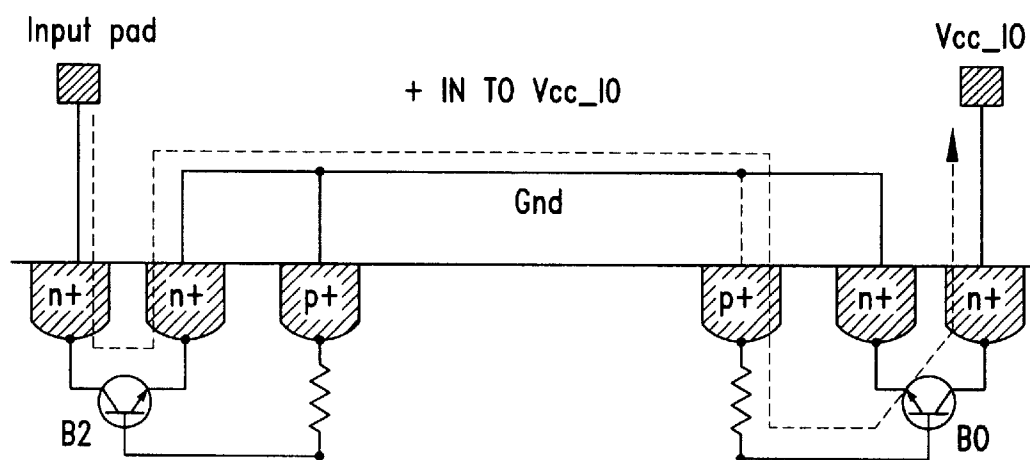 Input pad
Vcc_IO
+ IN TO Vcc_IO
Gnd
n+
n+
p+
p+
n+
n+
B2
B0